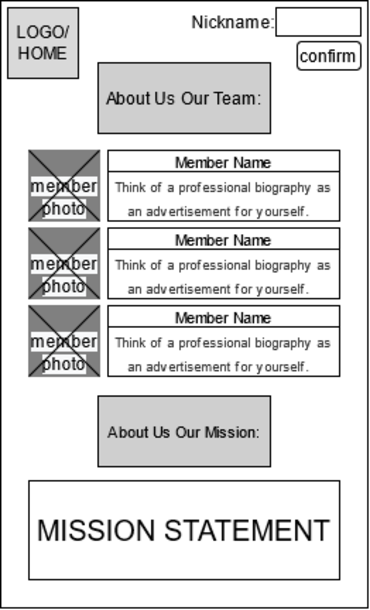 LOGO/
HOME
Nickname:
confirm
About Us Our Team:
member
photo
Member Name
Think of a professional biography as
an advertisement for yourself.
member
photo
Member Name
Think of a professional biography as
an advertisement for yourself.
member
photo
Member Name
Think of a professional biography as
an advertisement for yourself.
About Us Our Mission:
MISSION STATEMENT